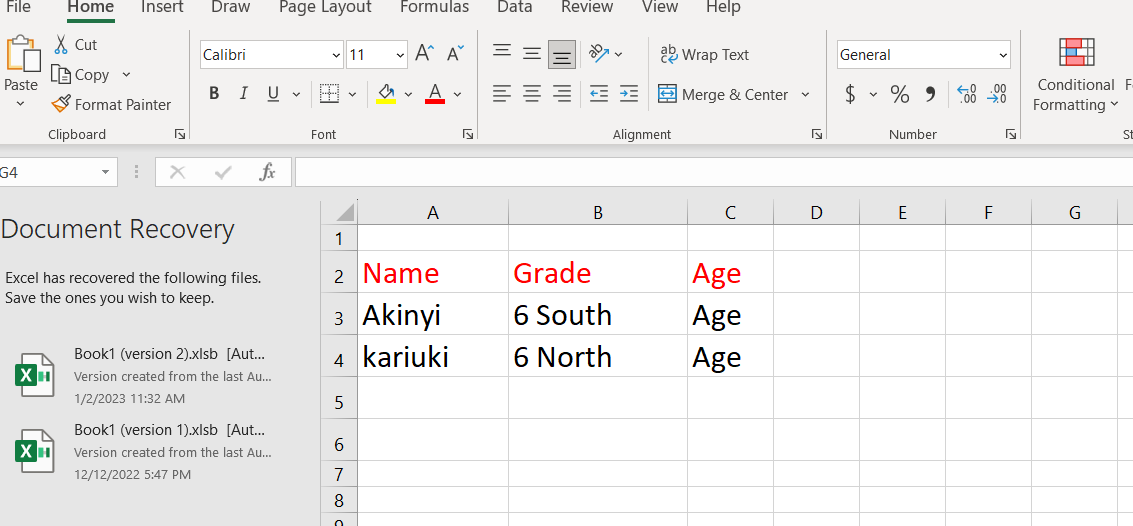 File Home Insert Draw Page Layout Formulas Data Review View Help
Paste
Cut
Copy
Format Painter
Clipboard
Calibri 11 A A
B I U A
Font
ab Wrap Text
Merge & Center
Alignment
General
$ % , .00 .00
Number
Conditional
Formatting
G4
fx
Document Recovery
Excel has recovered the following files.
Save the ones you wish to keep.
Book1 (version 2).xlsb [Aut...
Version created from the last Au...
1/2/2023 11:32 AM
Book1 (version 1).xlsb [Aut...
Version created from the last Au...
12/12/2022 5:47 PM
A B C D E F G
1
2 Name Grade Age
3 Akinyi 6 South Age
4 kariuki 6 North Age
5
6
7
8